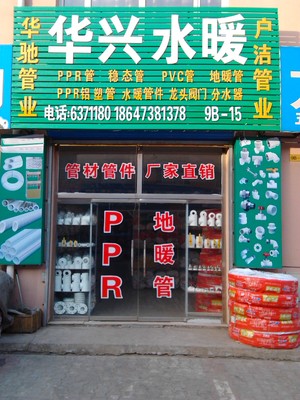 华兴水暖
华驰管业
户洁管业
PPR管 稳态管 PVC管 地暖管
PPR铝塑管 水暖管件 龙头阀门 分水器
电话:6371180 18647381378 9B-15
管材管件 厂家直销
PPR
地暖管